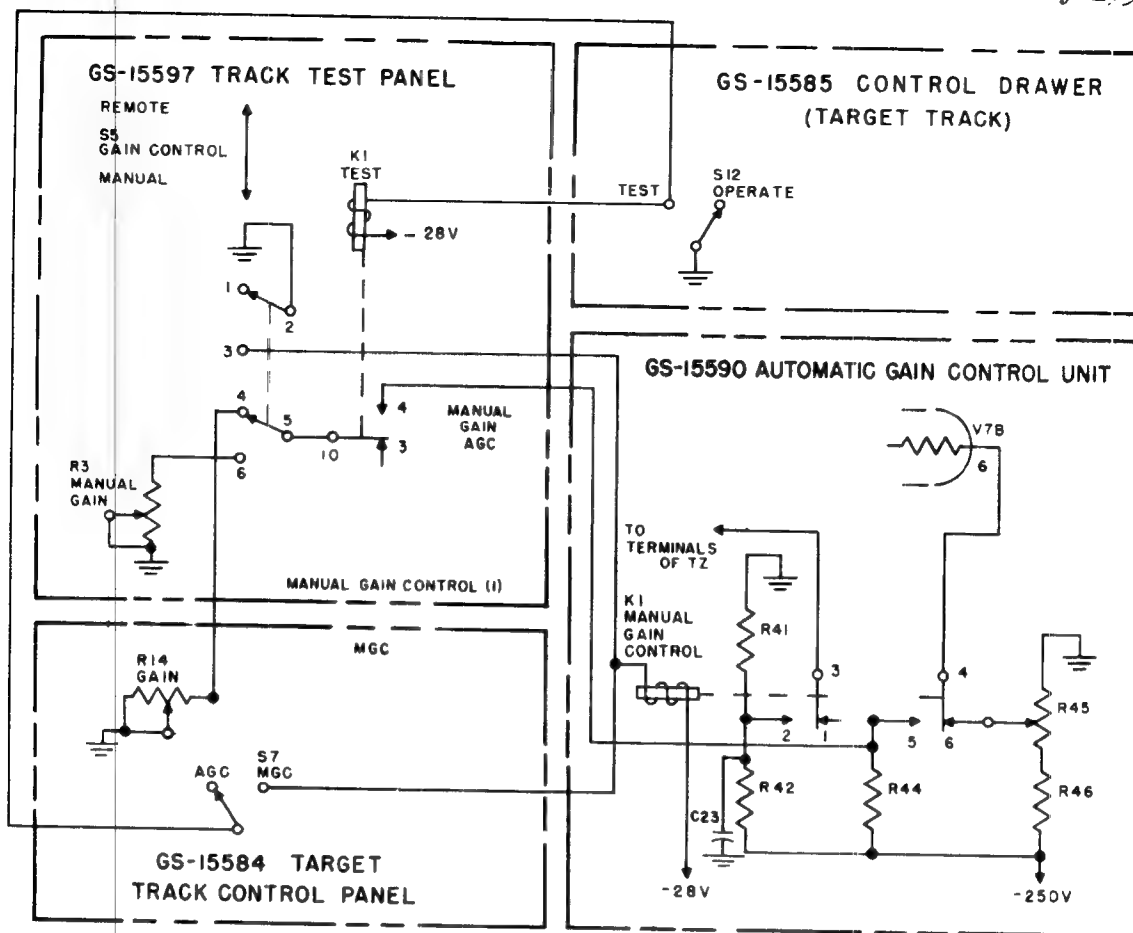 GS-15597 TRACK TEST PANEL
REMOTE
S5
GAIN CONTROL
MANUAL
K1
TEST
- 28V
1
2
3
4
5
10
6
4
3
MANUAL
GAIN
AGC
R3
MANUAL
GAIN
MANUAL GAIN CONTROL (1)
GS-15585 CONTROL DRAWER
(TARGET TRACK)
TEST
S12
OPERATE
GS-15590 AUTOMATIC GAIN CONTROL UNIT
V7B
6
TO
TERMINALS
OF TZ
K1
MANUAL
GAIN
CONTROL
R41
3
4
2
1
5
6
R45
R42
R44
R46
C23
-28V
-250V
MGC
R14
GAIN
AGC
S7
MGC
GS-15584 TARGET
TRACK CONTROL PANEL